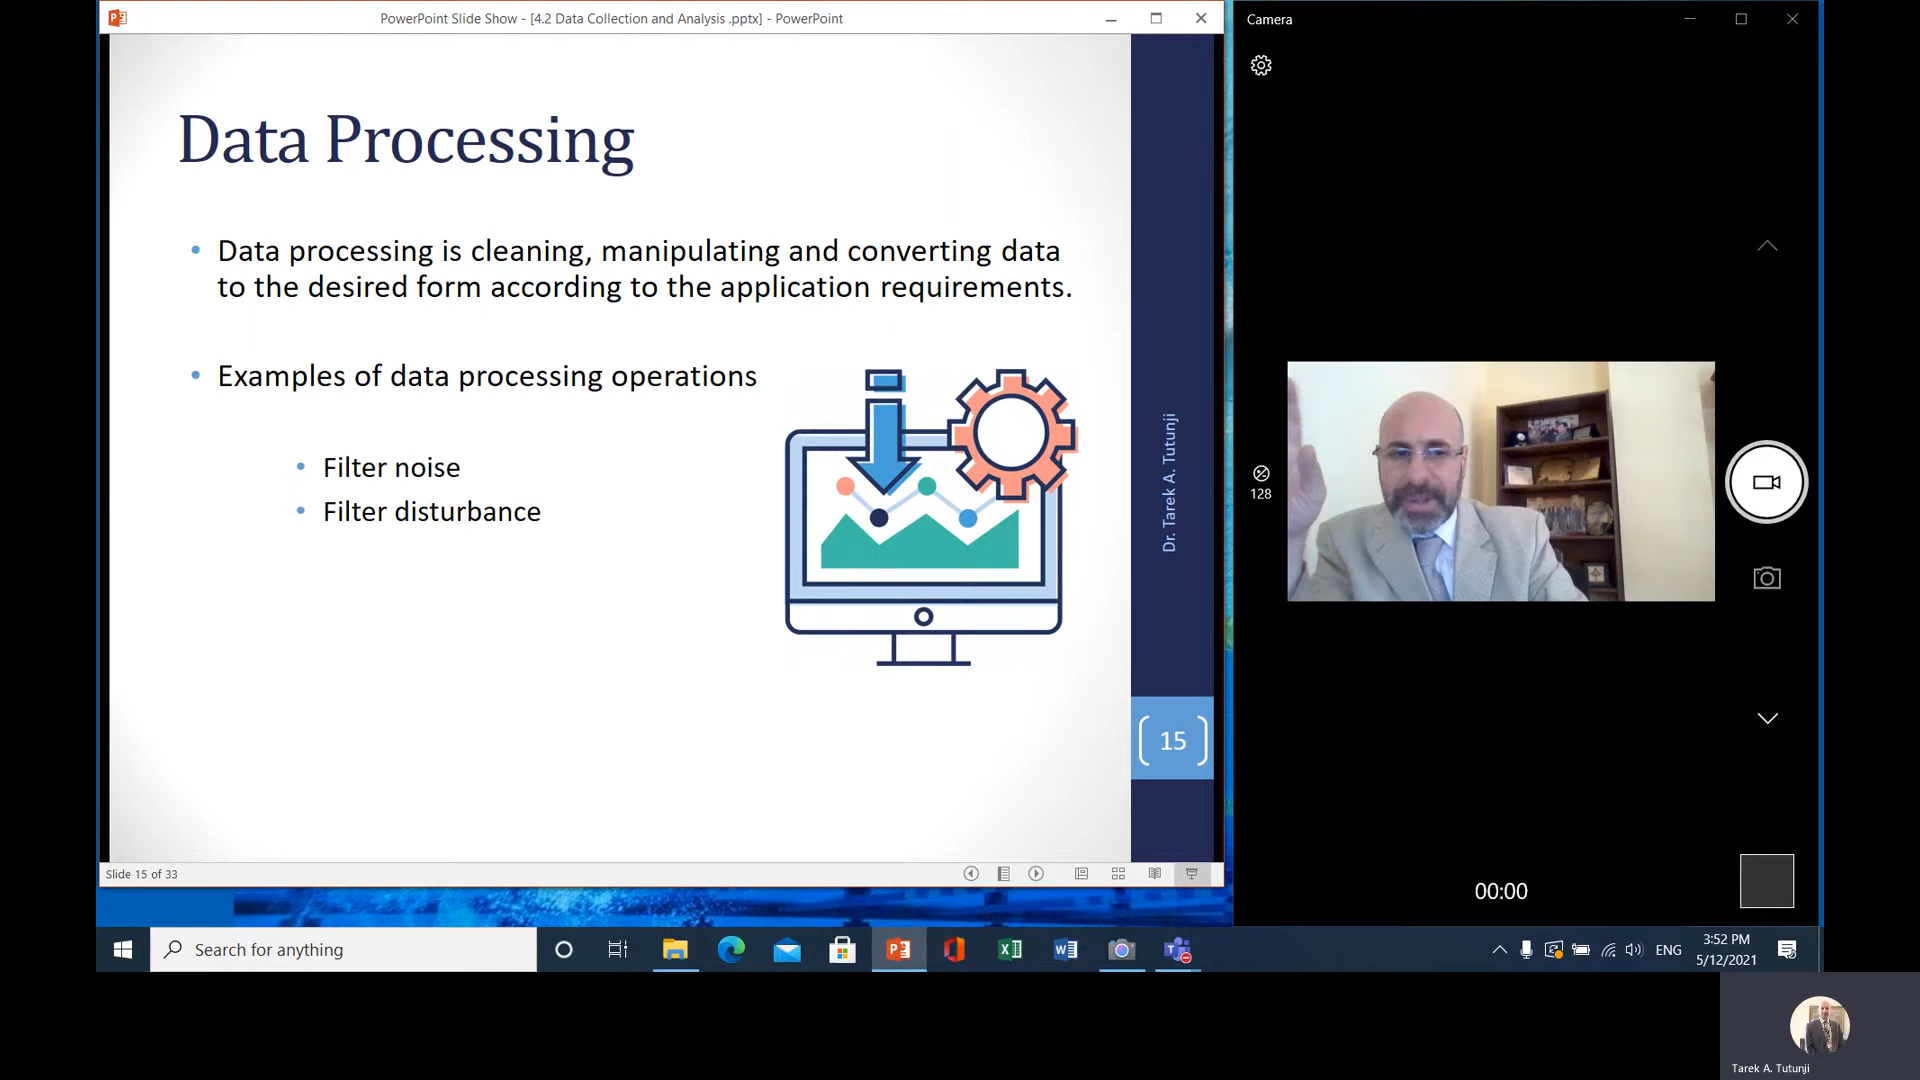 PowerPoint Slide Show - [4.2 Data Collection and Analysis .pptx] - PowerPoint
Data Processing
• Data processing is cleaning, manipulating and converting data
to the desired form according to the application requirements.
• Examples of data processing operations
• Filter noise
• Filter disturbance
Dr. Tarek A. Tutunji
15
Slide 15 of 33
Camera
128
00:00
Search for anything
ENG
3:52 PM
5/12/2021
Tarek A. Tutunji